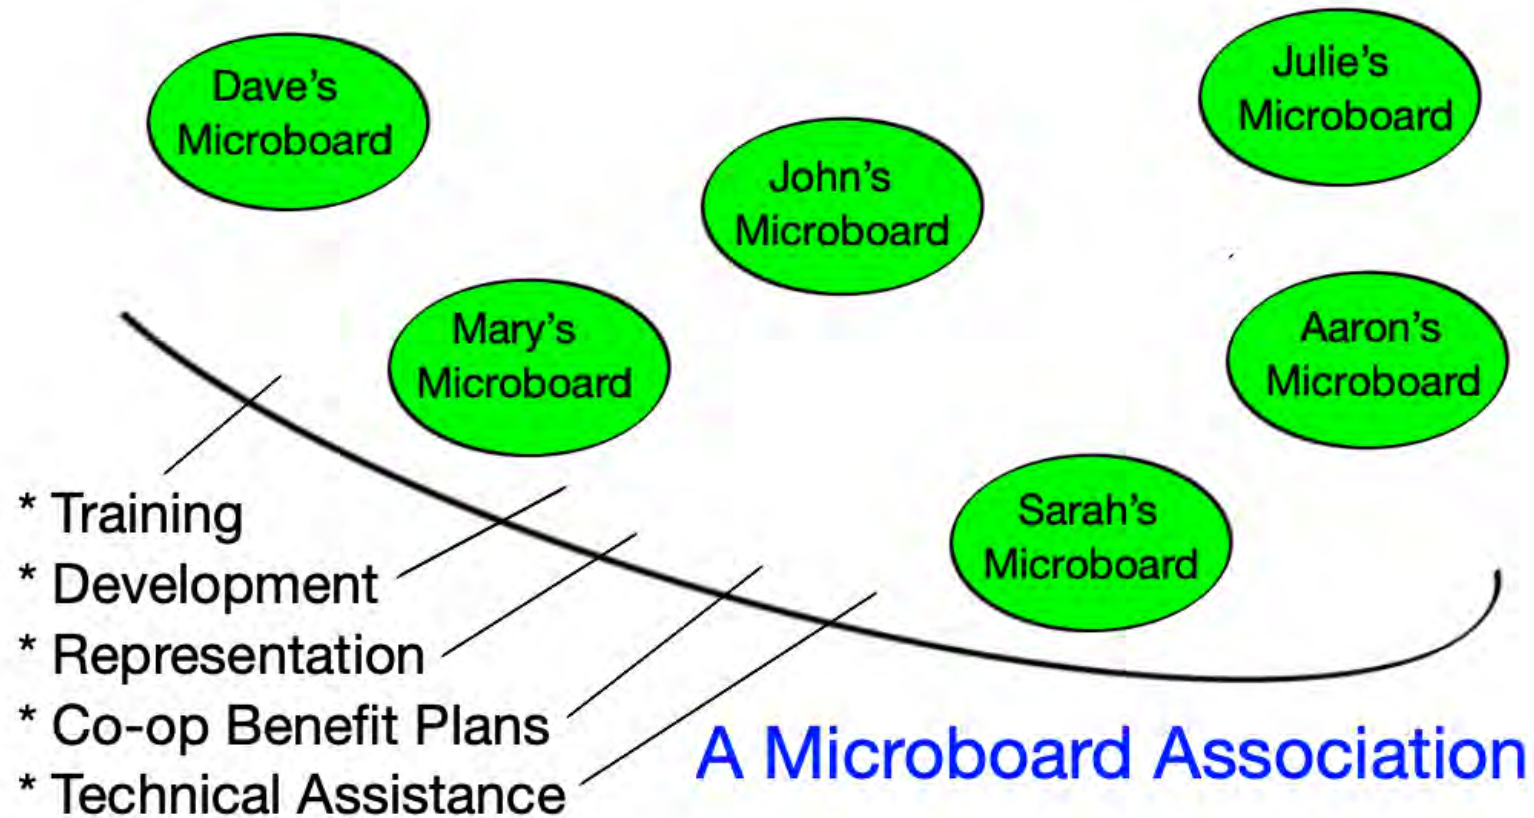 Dave’s
Microboard
Julie’s
Microboard
John’s
Microboard
Mary’s
Microboard
Aaron’s
Microboard
Sarah’s
Microboard
* Training
* Development
* Representation
* Co-op Benefit Plans
* Technical Assistance
A Microboard Association